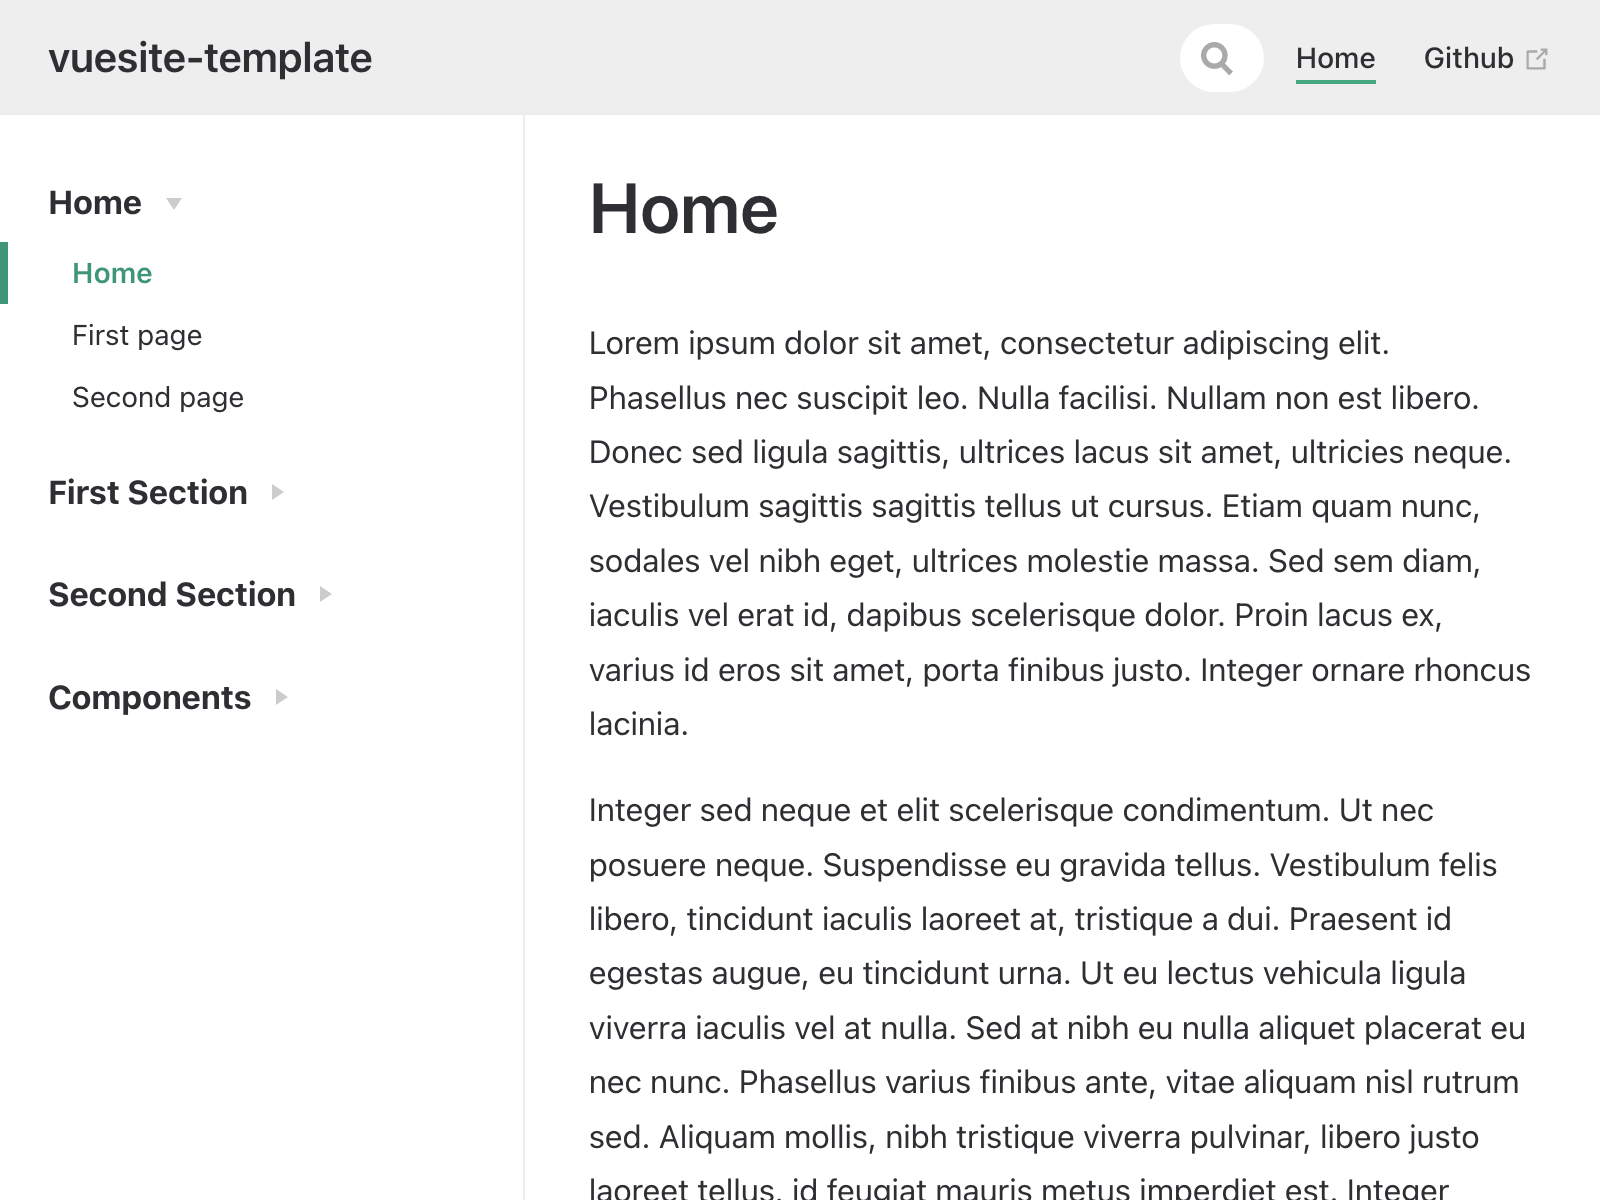 vuesite-template
Home
Github
Home
Home
First page
Second page
First Section
Second Section
Components
Home
Lorem ipsum dolor sit amet, consectetur adipiscing elit.
Phasellus nec suscipit leo. Nulla facilisi. Nullam non est libero.
Donec sed ligula sagittis, ultrices lacus sit amet, ultricies neque.
Vestibulum sagittis sagittis tellus ut cursus. Etiam quam nunc,
sodales vel nibh eget, ultrices molestie massa. Sed sem diam,
iaculis vel erat id, dapibus scelerisque dolor. Proin lacus ex,
varius id eros sit amet, porta finibus justo. Integer ornare rhoncus
lacinia.
Integer sed neque et elit scelerisque condimentum. Ut nec
posuere neque. Suspendisse eu gravida tellus. Vestibulum felis
libero, tincidunt iaculis laoreet at, tristique a dui. Praesent id
egestas augue, eu tincidunt urna. Ut eu lectus vehicula ligula
viverra iaculis vel at nulla. Sed at nibh eu nulla aliquet placerat eu
nec nunc. Phasellus varius finibus ante, vitae aliquam nisl rutrum
sed. Aliquam mollis, nibh tristique viverra pulvinar, libero justo
laoreet tellus, id feugiat mauris metus imperdiet est. Integer